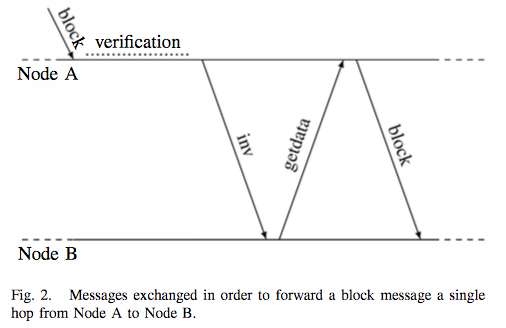 block
verification
Node A
inv
getdata
block
Node B
Fig. 2. Messages exchanged in order to forward a block message a single
hop from Node A to Node B.